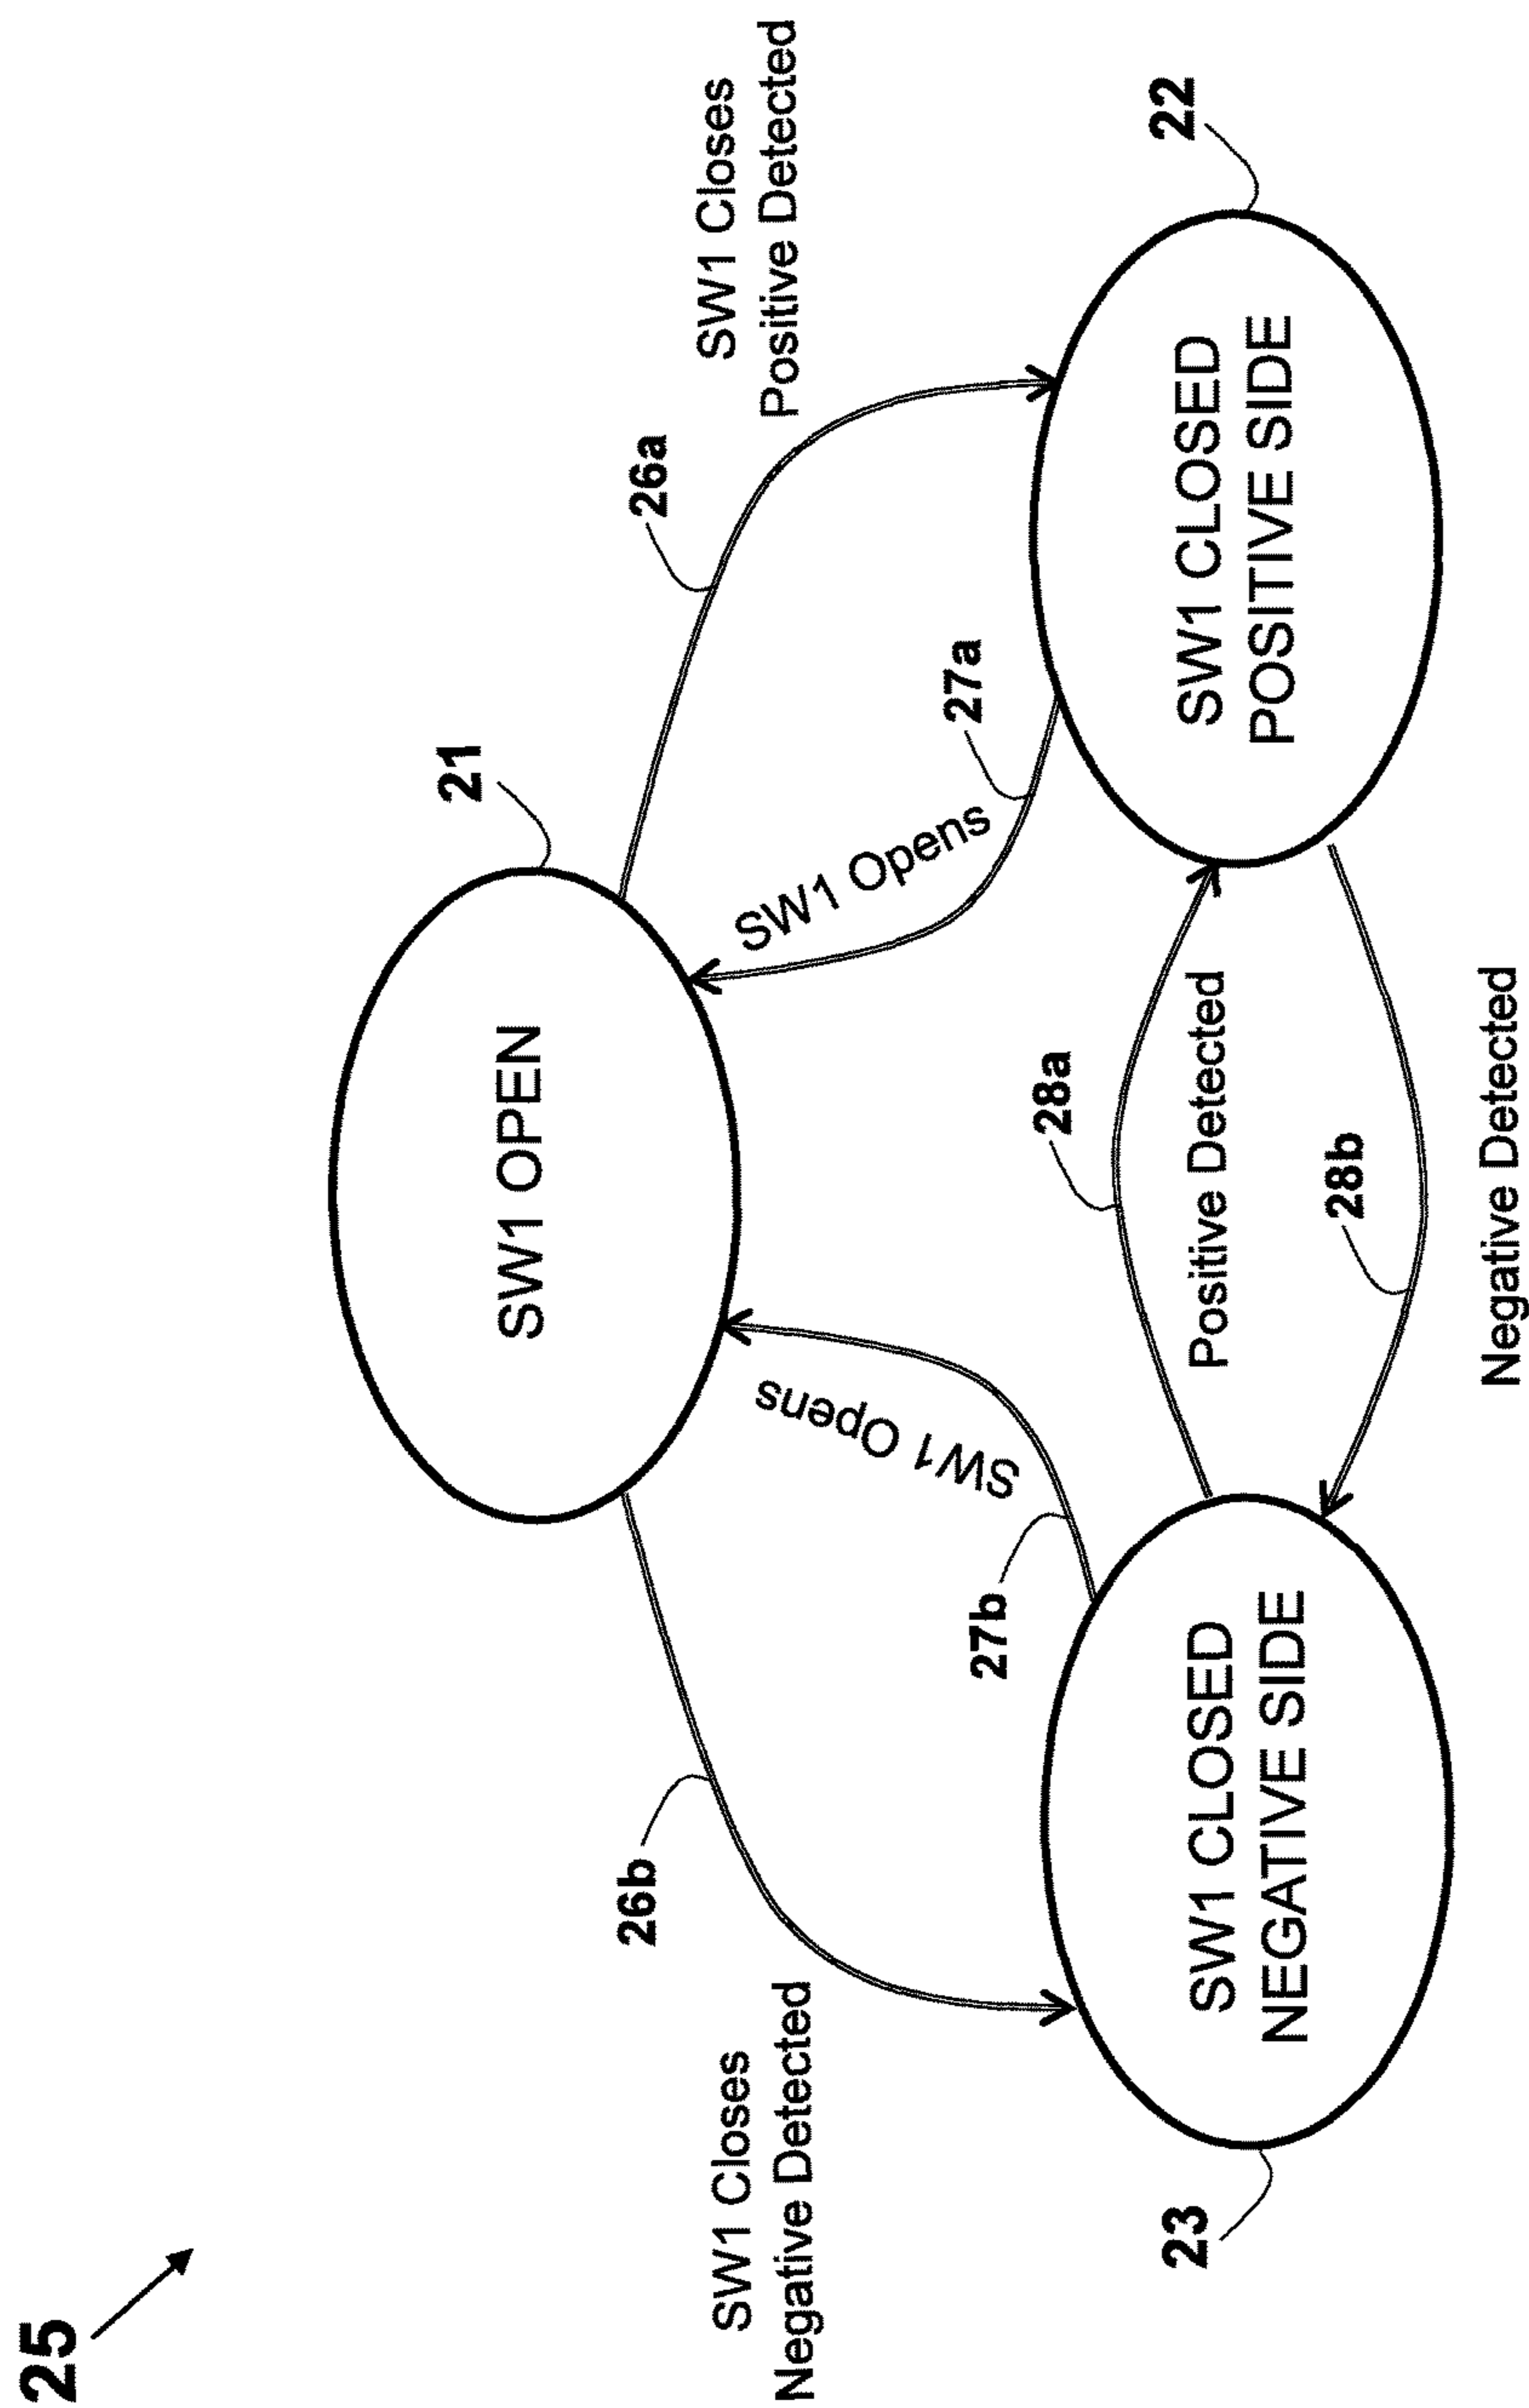 25
21
SW1 OPEN
26b
26a
SW1 Closes
Negative Detected
SW1 Closes
Positive Detected
SW1 Opens
SW1 Opens
27b
27a
28a
23
SW1 CLOSED
NEGATIVE SIDE
Positive Detected
22
SW1 CLOSED
POSITIVE SIDE
28b
Negative Detected